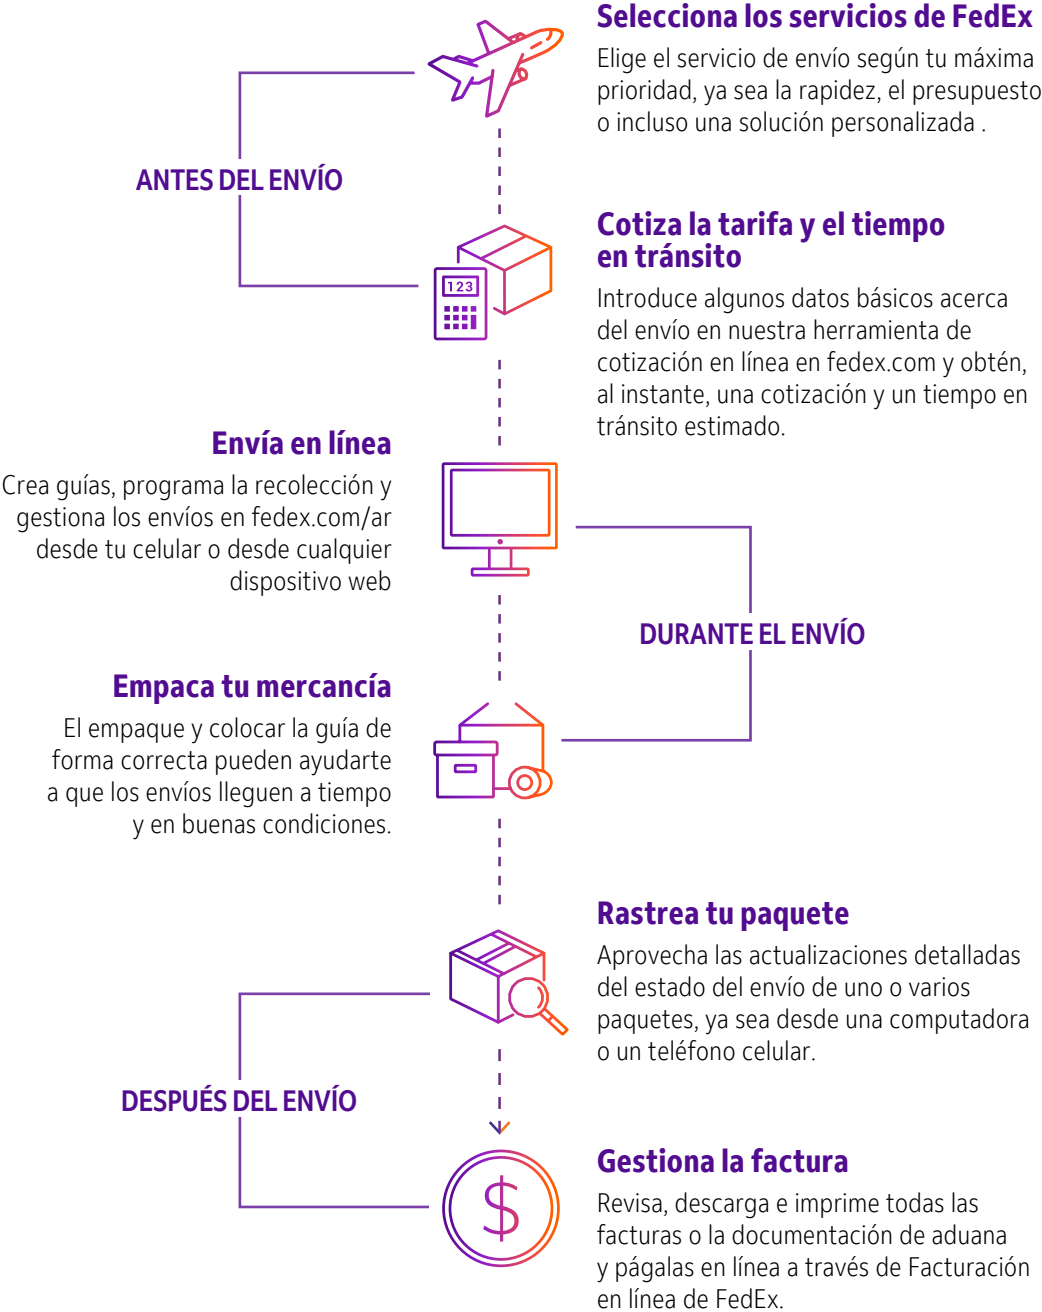 Selecciona los servicios de FedEx
Elige el servicio de envío según tu máxima
prioridad, ya sea la rapidez, el presupuesto
o incluso una solución personalizada .
ANTES DEL ENVÍO
Cotiza la tarifa y el tiempo
en tránsito
Introduce algunos datos básicos acerca
del envío en nuestra herramienta de
cotización en línea en fedex.com y obtén,
al instante, una cotización y un tiempo en
tránsito estimado.
123
Envía en línea
Crea guías, programa la recolección y
gestiona los envíos en fedex.com/ar
desde tu celular o desde cualquier
dispositivo web
DURANTE EL ENVÍO
Empaca tu mercancía
El empaque y colocar la guía de
forma correcta pueden ayudarte
a que los envíos lleguen a tiempo
y en buenas condiciones.
Rastrea tu paquete
Aprovecha las actualizaciones detalladas
del estado del envío de uno o varios
paquetes, ya sea desde una computadora
o un teléfono celular.
DESPUÉS DEL ENVÍO
$
Gestiona la factura
Revisa, descarga e imprime todas las
facturas o la documentación de aduana
y págalas en línea a través de Facturación
en línea de FedEx.